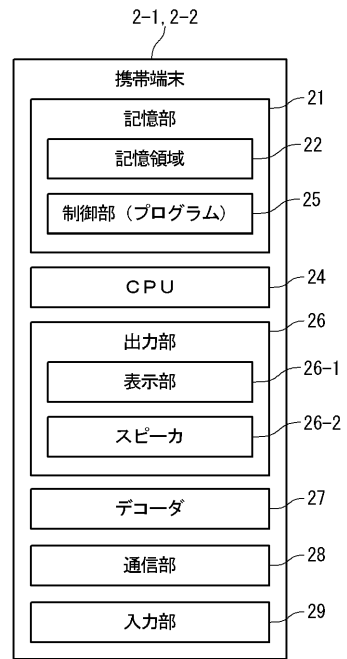 2-1, 2-2
携帯端末
記憶部 21
記憶領域 22
制御部（プログラム） 25
ＣＰＵ 24
出力部 26
表示部 26-1
スピーカ 26-2
デコーダ 27
通信部 28
入力部 29